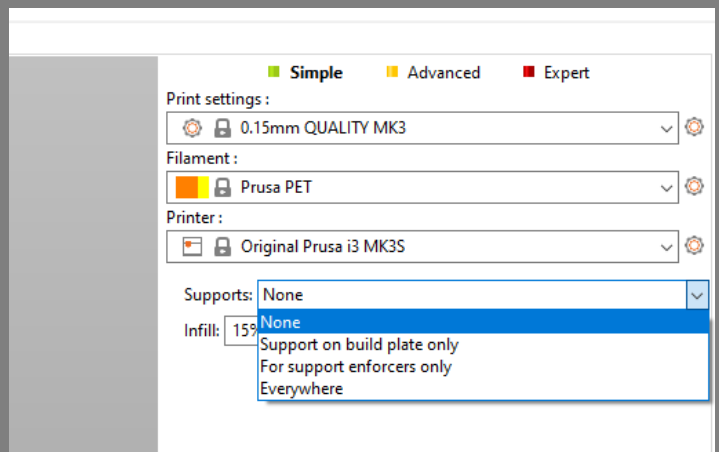 Simple Advanced Expert
Print settings :
0.15mm QUALITY MK3
Filament :
Prusa PET
Printer :
Original Prusa i3 MK3S
Supports: None
None
Infill: 15%
Support on build plate only
For support enforcers only
Everywhere